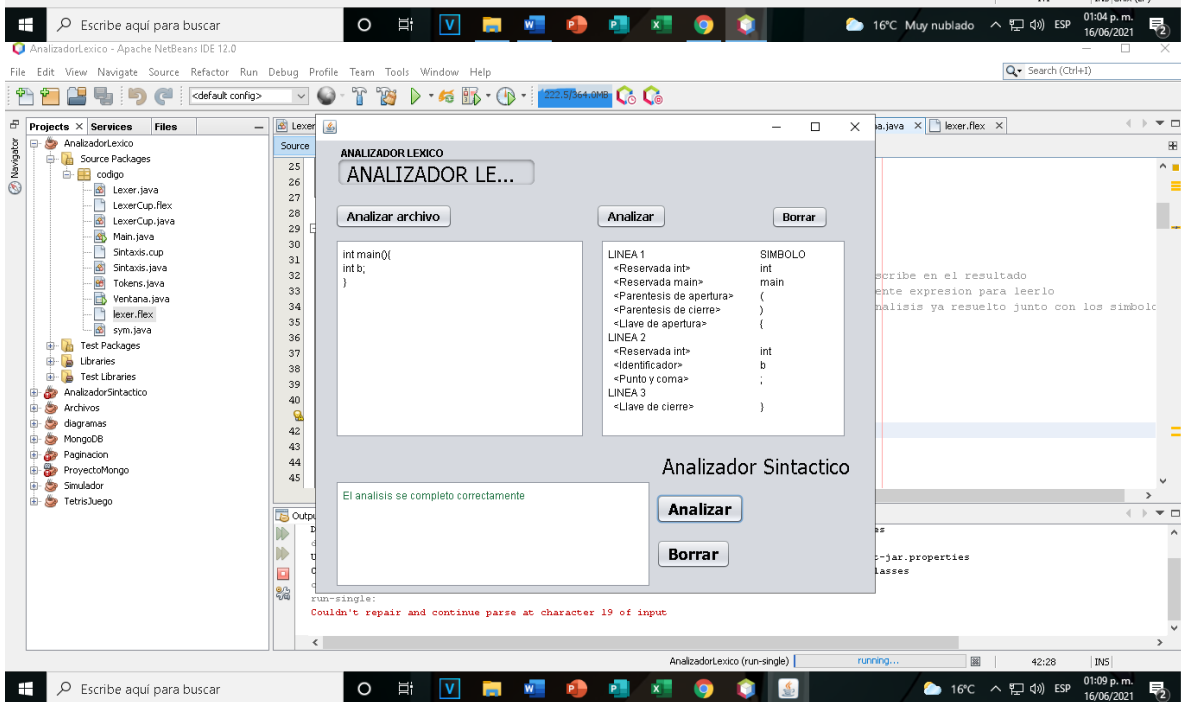 Escribe aquí para buscar
16°C Muy nublado
ESP
01:04 p. m.
16/06/2021
AnalizadorLexico - Apache NetBeans IDE 12.0
File Edit View Navigate Source Refactor Run Debug Profile Team Tools Window Help
Search (Ctrl+I)
<default config>
222.5/364.0MB
Projects Services Files
Navigator
AnalizadorLexico
Source Packages
codigo
Lexer.java
LexerCup.flex
LexerCup.java
Main.java
Sintaxis.cup
Sintaxis.java
Tokens.java
Ventana.java
lexer.flex
sym.java
Test Packages
Libraries
Test Libraries
AnalizadorSintactico
Archivos
diagramas
MongoDB
Paginacion
ProyectoMongo
Simulador
TetrisJuego
Lexer
na.java lexer.flex
Source
25
26
27
28
29
30
31
32
33
34
35
36
37
38
39
40
42
43
44
45
scribe en el resultado
ente expresion para leerlo
nalisis ya resuelto junto con los simbolo
ANALIZADOR LEXICO
ANALIZADOR LE...
Analizar archivo
Analizar
Borrar
int main(){
int b;
}
LINEA 1 SIMBOLO
<Reservada int> int
<Reservada main> main
<Parentesis de apertura> (
<Parentesis de cierre> )
<Llave de apertura> {
LINEA 2
<Reservada int> int
<Identificador> b
<Punto y coma> ;
LINEA 3
<Llave de cierre> }
Analizador Sintactico
El analisis se completo correctamente
Analizar
Borrar
Outpu
es
t-jar.properties
lasses
run-single:
Couldn't repair and continue parse at character 19 of input
AnalizadorLexico (run-single)
running...
42:28
INS
Escribe aquí para buscar
16°C
ESP
01:09 p. m.
16/06/2021